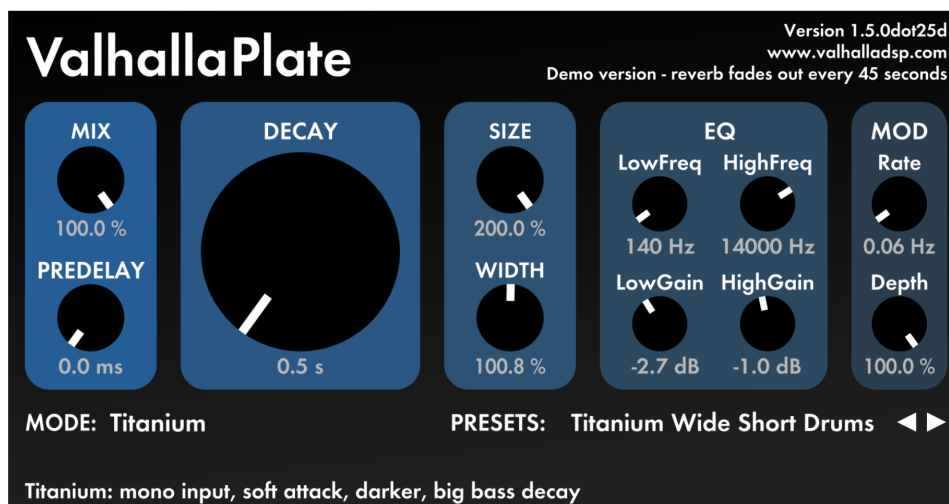 ValhallaPlate
Version 1.5.0dot25d
www.valhalladsp.com
Demo version - reverb fades out every 45 seconds
MIX
100.0 %
PREDELAY
0.0 ms
DECAY
0.5 s
SIZE
200.0 %
WIDTH
100.8 %
EQ
LowFreq HighFreq
140 Hz 14000 Hz
LowGain HighGain
-2.7 dB -1.0 dB
MOD
Rate
0.06 Hz
Depth
100.0 %
MODE: Titanium
PRESETS: Titanium Wide Short Drums
Titanium: mono input, soft attack, darker, big bass decay